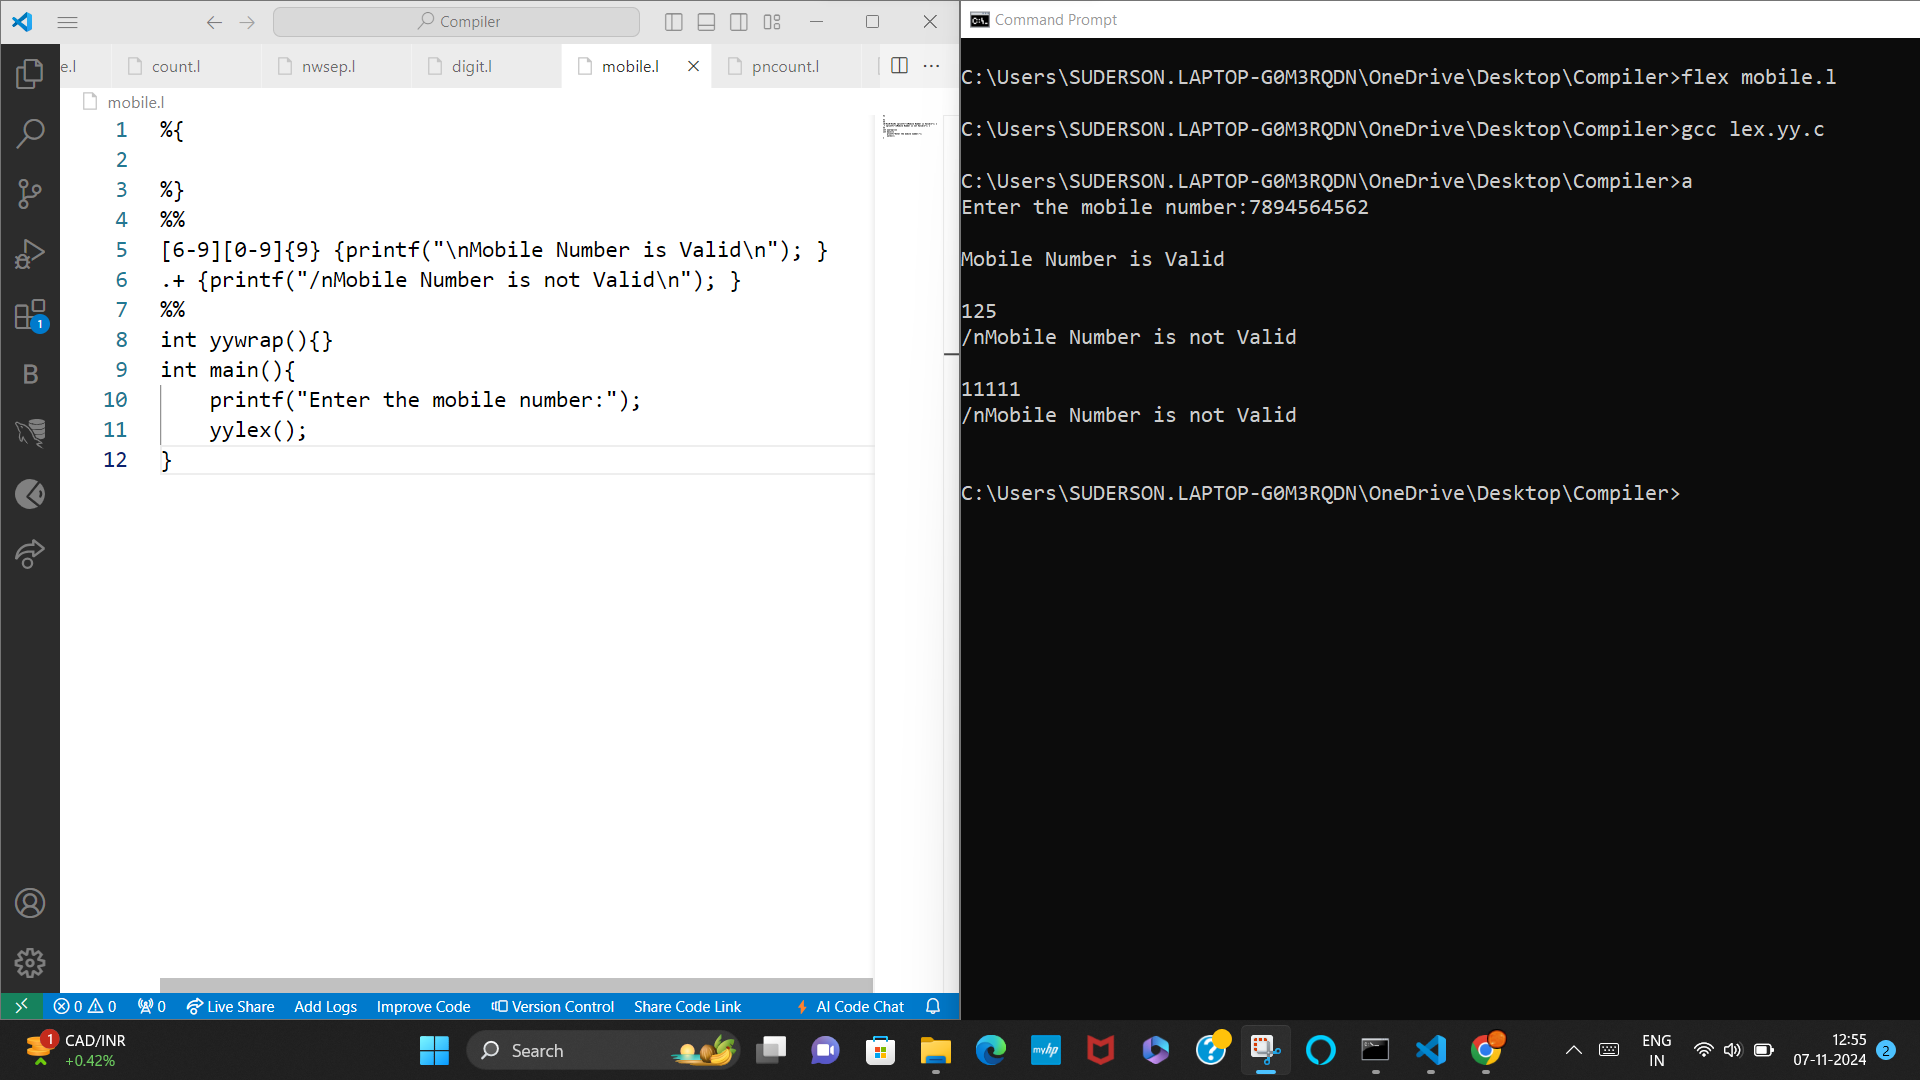 Compiler
e.l
count.l
nwsep.l
digit.l
mobile.l
pncount.l
mobile.l
1 %{
2
3 %}
4 %%
5 [6-9][0-9]{9} {printf("\nMobile Number is Valid\n"); }
6 .+ {printf("/nMobile Number is not Valid\n"); }
7 %%
8 int yywrap(){}
9 int main(){
10 printf("Enter the mobile number:");
11 yylex();
12 }
1
B
0 0 0 Live Share Add Logs Improve Code Version Control Share Code Link AI Code Chat
Command Prompt
C:\Users\SUDERSON.LAPTOP-G0M3RQDN\OneDrive\Desktop\Compiler>flex mobile.l
C:\Users\SUDERSON.LAPTOP-G0M3RQDN\OneDrive\Desktop\Compiler>gcc lex.yy.c
C:\Users\SUDERSON.LAPTOP-G0M3RQDN\OneDrive\Desktop\Compiler>a
Enter the mobile number:7894564562
Mobile Number is Valid
125
/nMobile Number is not Valid
11111
/nMobile Number is not Valid
C:\Users\SUDERSON.LAPTOP-G0M3RQDN\OneDrive\Desktop\Compiler>
1
CAD/INR
+0.42%
Search
myhp
ENG
IN
12:55
07-11-2024
2